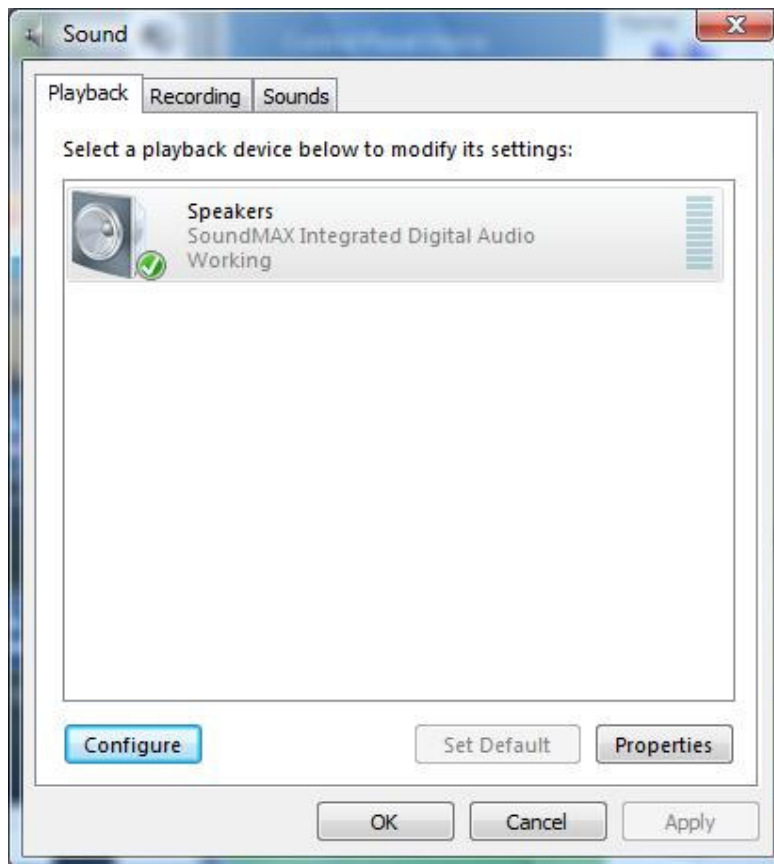 Sound
Playback Recording Sounds
Select a playback device below to modify its settings:
Speakers
SoundMAX Integrated Digital Audio
Working
Configure Set Default Properties
OK Cancel Apply